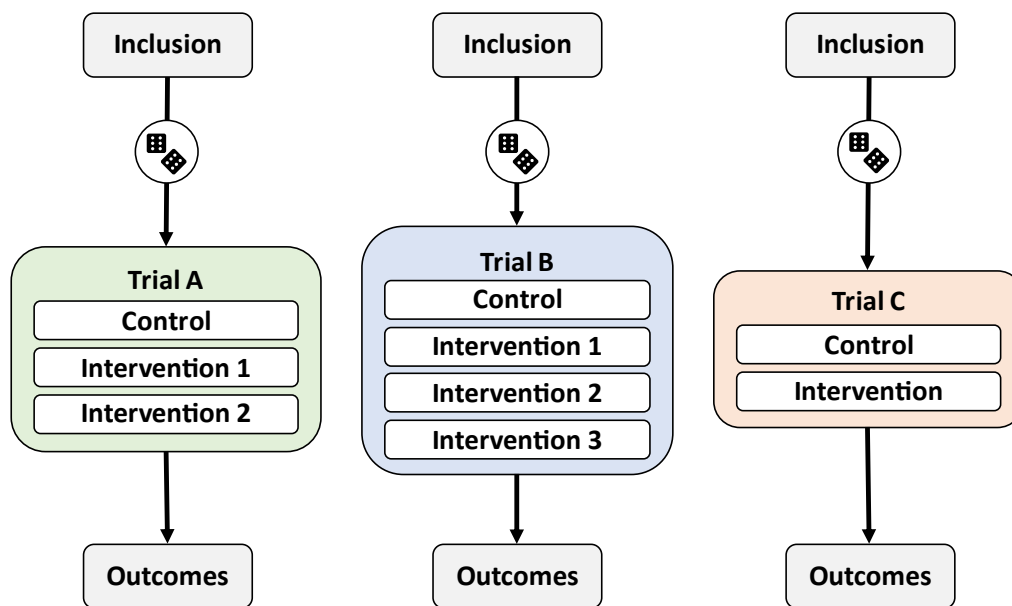 Inclusion
Trial A
Control
Intervention 1
Intervention 2
Outcomes
Inclusion
Trial B
Control
Intervention 1
Intervention 2
Intervention 3
Outcomes
Inclusion
Trial C
Control
Intervention
Outcomes